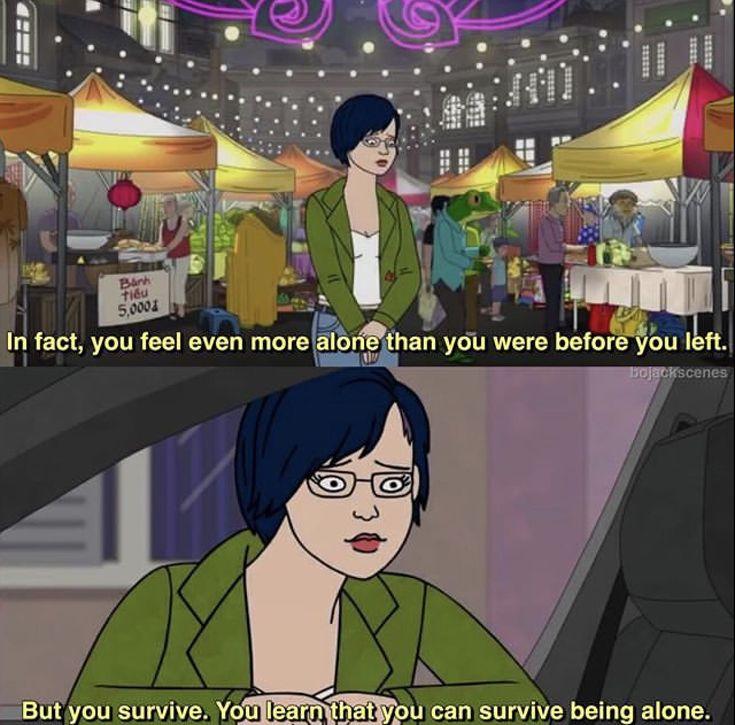 Bánh
tiêu
5,000đ
In fact, you feel even more alone than you were before you left.
bojackscenes
But you survive. You learn that you can survive being alone.